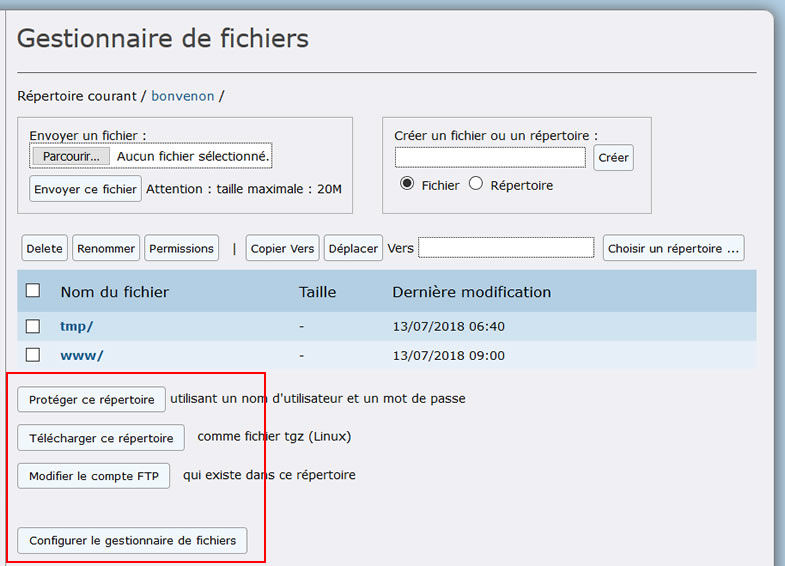 Gestionnaire de fichiers
Répertoire courant / bonvenon /
Envoyer un fichier :
Parcourir... Aucun fichier sélectionné.
Envoyer ce fichier Attention : taille maximale : 20M
Créer un fichier ou un répertoire :
Créer
Fichier Répertoire
Delete Renommer Permissions | Copier Vers Déplacer Vers Choisir un répertoire ...
Nom du fichier Taille Dernière modification
tmp/ - 13/07/2018 06:40
www/ - 13/07/2018 09:00
Protéger ce répertoire utilisant un nom d'utilisateur et un mot de passe
Télécharger ce répertoire comme fichier tgz (Linux)
Modifier le compte FTP qui existe dans ce répertoire
Configurer le gestionnaire de fichiers